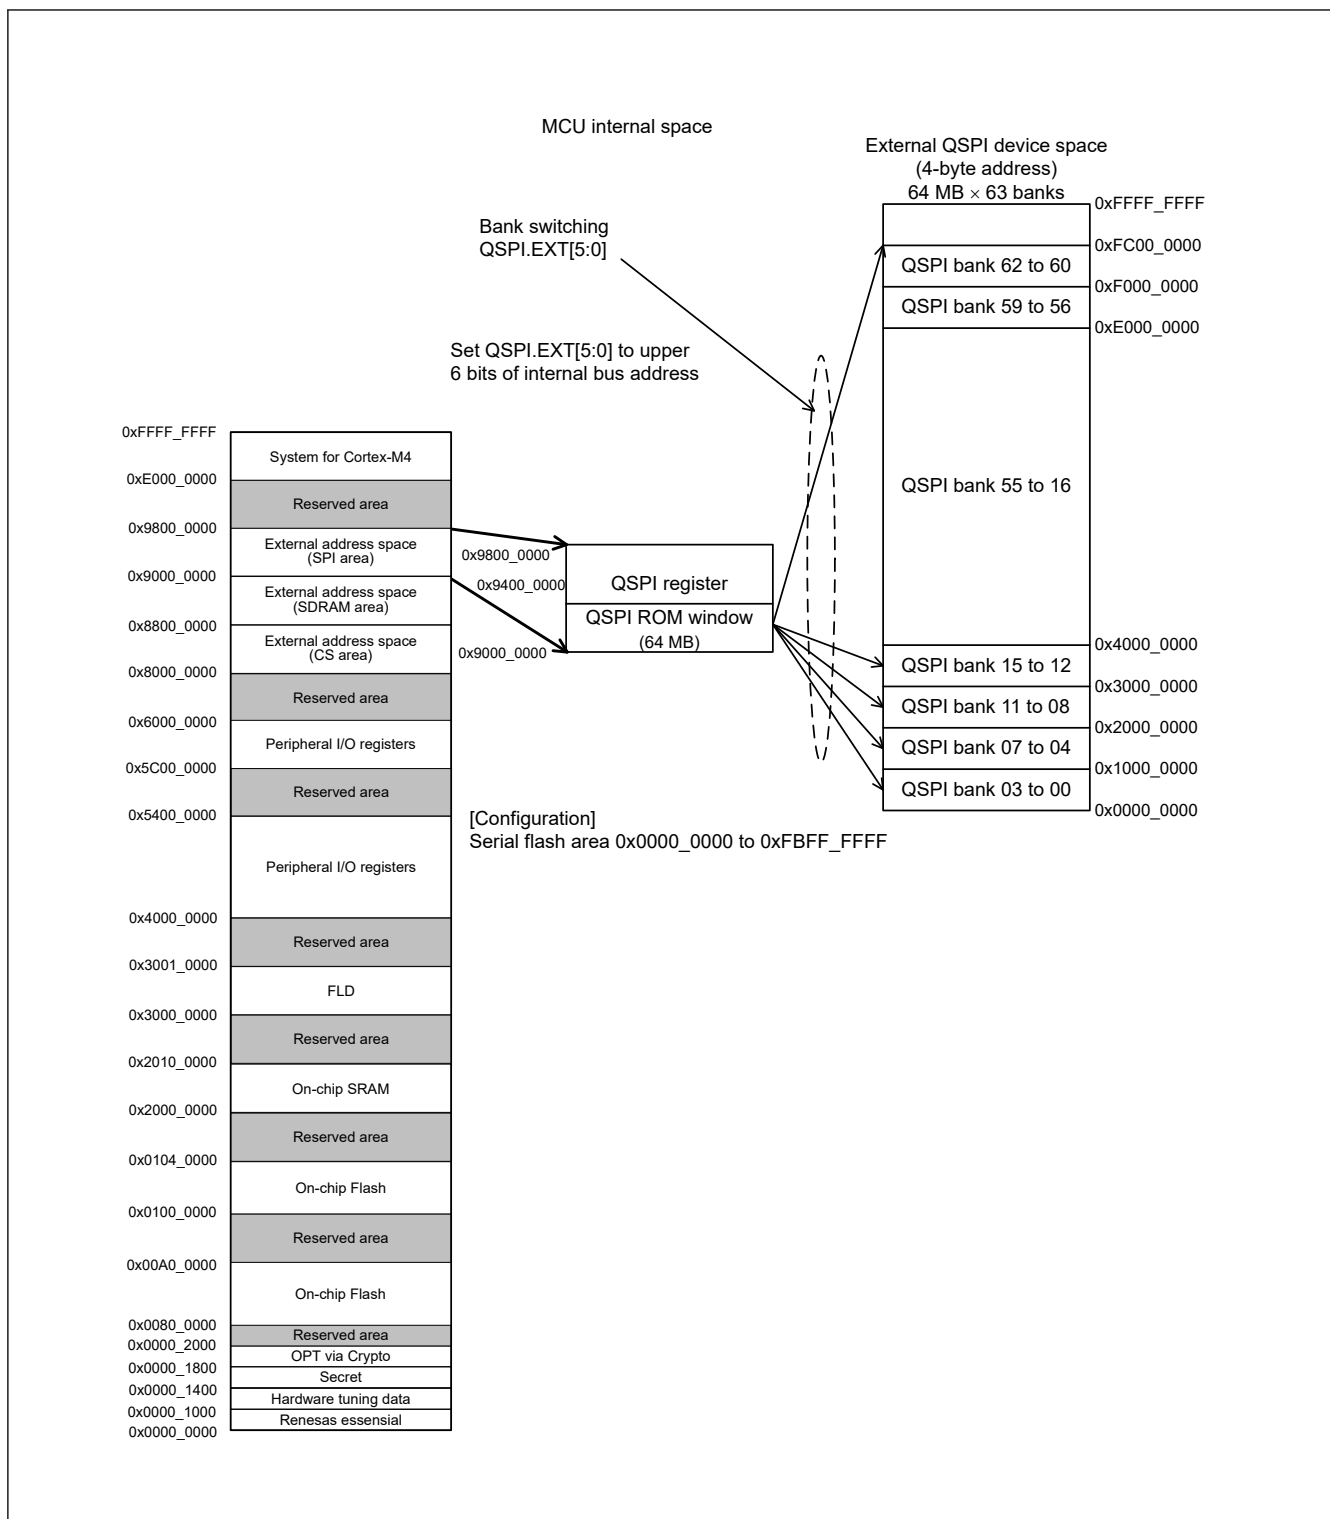 MCU internal space
External QSPI device space
(4-byte address)
64 MB × 63 banks
0xFFFF_FFFF
Bank switching
QSPI.EXT[5:0]
0xFC00_0000
QSPI bank 62 to 60
0xF000_0000
QSPI bank 59 to 56
0xE000_0000
Set QSPI.EXT[5:0] to upper
6 bits of internal bus address
QSPI bank 55 to 16
0x4000_0000
QSPI bank 15 to 12
0x3000_0000
QSPI bank 11 to 08
0x2000_0000
QSPI bank 07 to 04
0x1000_0000
QSPI bank 03 to 00
0x0000_0000
0xFFFF_FFFF
System for Cortex-M4
0xE000_0000
Reserved area
0x9800_0000
External address space
(SPI area)
0x9000_0000
External address space
(SDRAM area)
0x8800_0000
External address space
(CS area)
0x8000_0000
Reserved area
0x6000_0000
Peripheral I/O registers
0x5C00_0000
Reserved area
0x5400_0000
Peripheral I/O registers
0x4000_0000
Reserved area
0x3001_0000
FLD
0x3000_0000
Reserved area
0x2010_0000
On-chip SRAM
0x2000_0000
Reserved area
0x0104_0000
On-chip Flash
0x0100_0000
Reserved area
0x00A0_0000
On-chip Flash
0x0080_0000
Reserved area
0x0000_2000
OPT via Crypto
0x0000_1800
Secret
0x0000_1400
Hardware tuning data
0x0000_1000
Renesas essensial
0x0000_0000
0x9800_0000
0x9400_0000
QSPI register
QSPI ROM window
(64 MB)
0x9000_0000
[Configuration]
Serial flash area 0x0000_0000 to 0xFBFF_FFFF